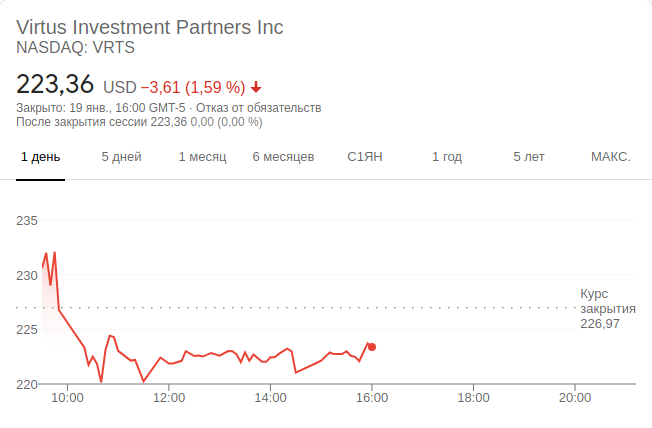 Virtus Investment Partners Inc
NASDAQ: VRTS
223,36 USD −3,61 (1,59 %)
Закрыто: 19 янв., 16:00 GMT-5 · Отказ от обязательств
После закрытия сессии 223,36 0,00 (0,00 %)
1 день 5 дней 1 месяц 6 месяцев С1ЯН 1 год 5 лет МАКС.
235
230
Курс
закрытия
226,97
225
220
10:00 12:00 14:00 16:00 18:00 20:00